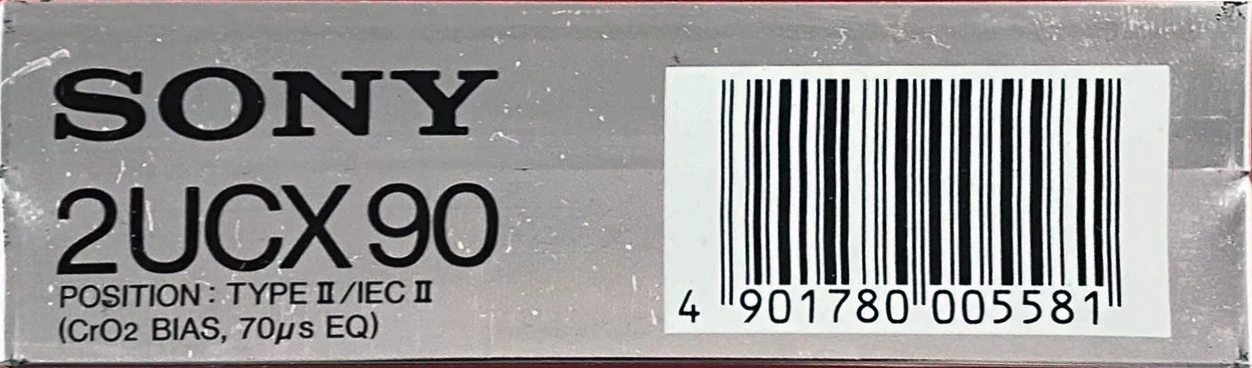 SONY
2UCX 90
POSITION : TYPE II/IEC II
(CrO2 BIAS, 70μs EQ)
4 901780 005581